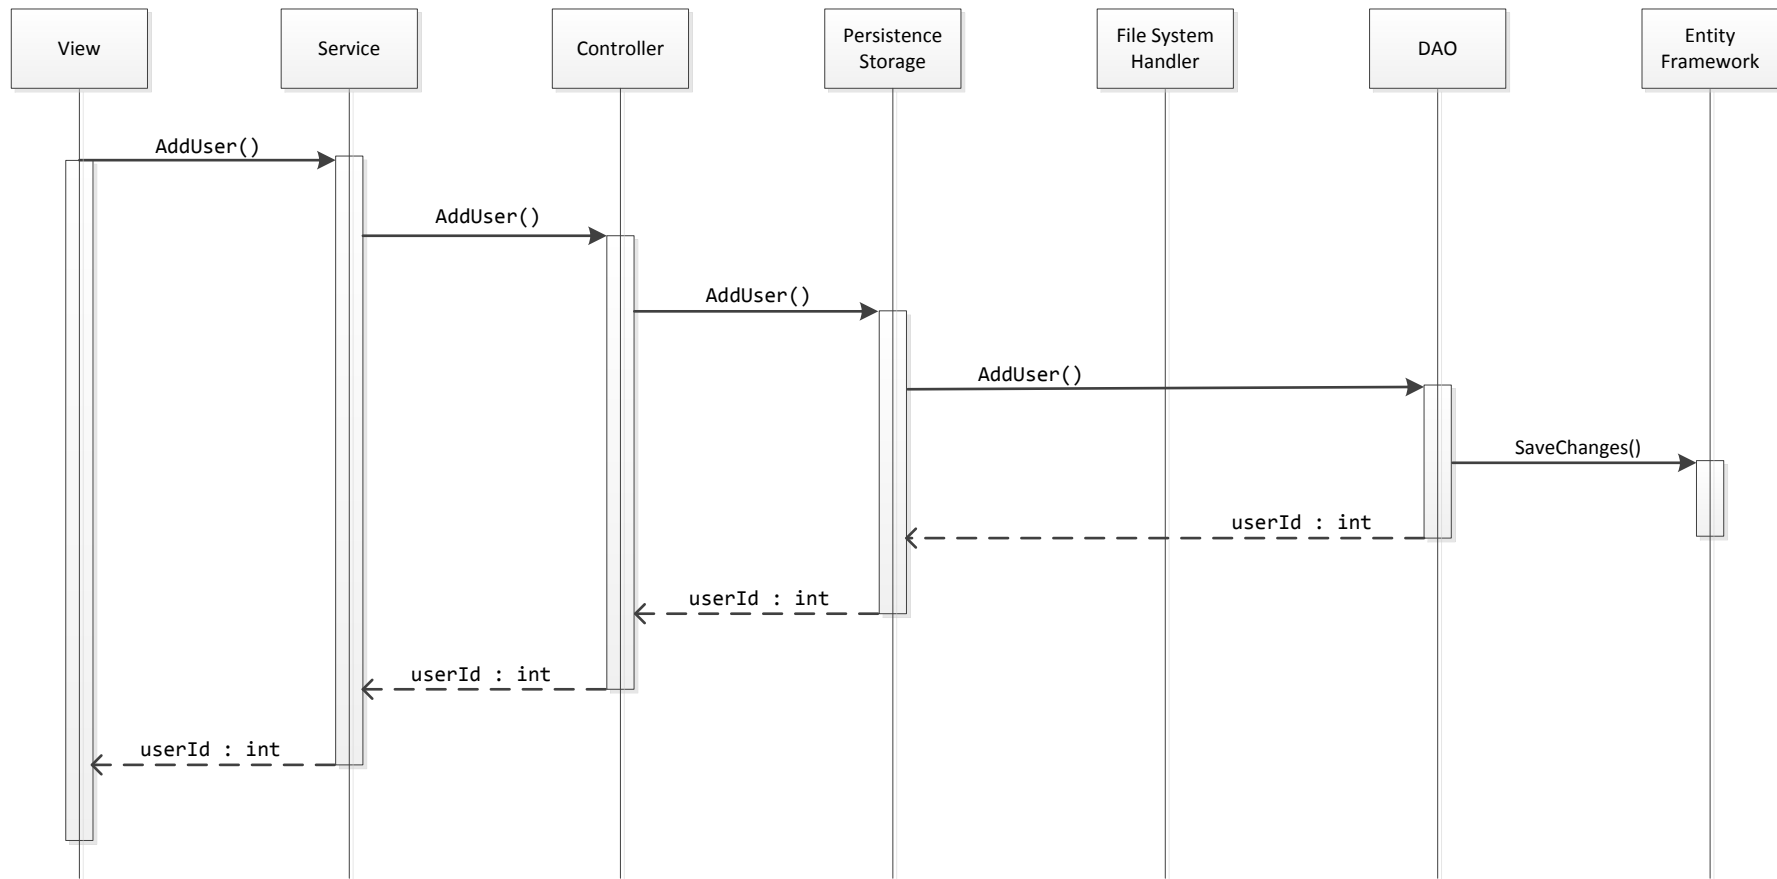 View
Service
Controller
Persistence
Storage
File System
Handler
DAO
Entity
Framework
AddUser()
AddUser()
AddUser()
AddUser()
SaveChanges()
userId : int
userId : int
userId : int
userId : int